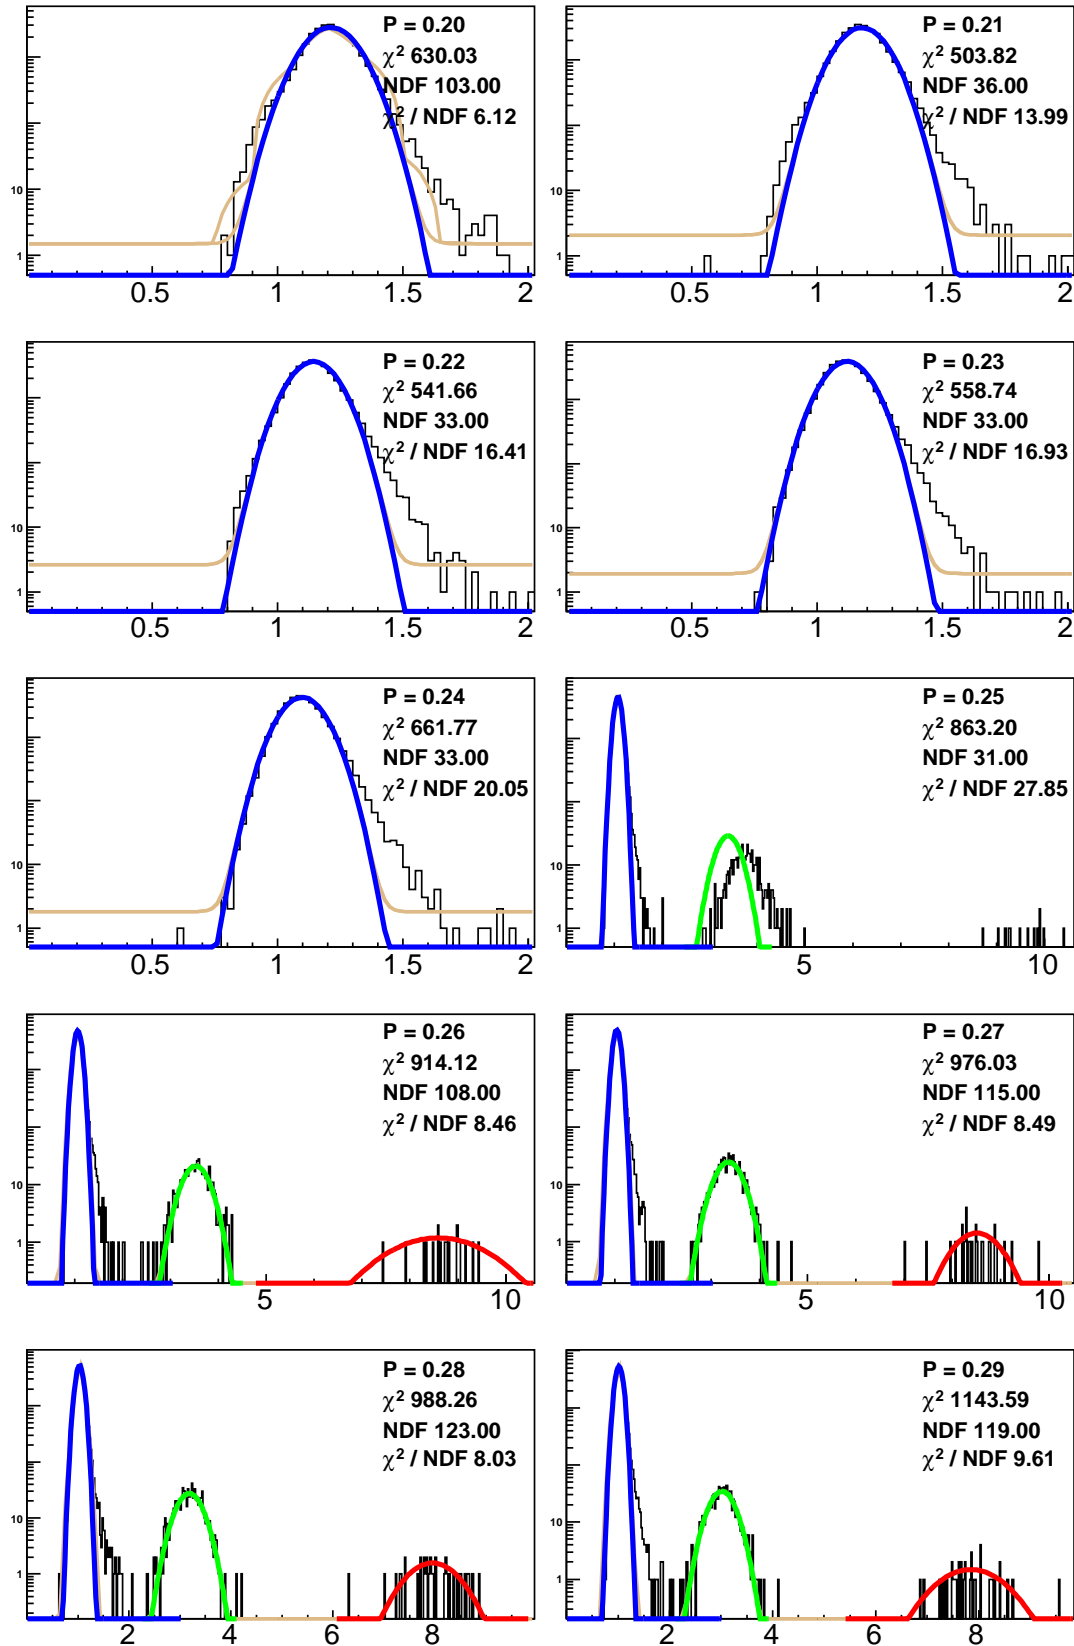 P = 0.20
χ² 630.03
NDF 103.00
χ² / NDF 6.12
10
1
0.5 1 1.5 2
P = 0.21
χ² 503.82
NDF 36.00
χ² / NDF 13.99
10
1
0.5 1 1.5 2
P = 0.22
χ² 541.66
NDF 33.00
χ² / NDF 16.41
10
1
0.5 1 1.5 2
P = 0.23
χ² 558.74
NDF 33.00
χ² / NDF 16.93
10
1
0.5 1 1.5 2
P = 0.24
χ² 661.77
NDF 33.00
χ² / NDF 20.05
10
1
0.5 1 1.5 2
P = 0.25
χ² 863.20
NDF 31.00
χ² / NDF 27.85
10
1
5 10
P = 0.26
χ² 914.12
NDF 108.00
χ² / NDF 8.46
10
1
5 10
P = 0.27
χ² 976.03
NDF 115.00
χ² / NDF 8.49
10
1
5 10
P = 0.28
χ² 988.26
NDF 123.00
χ² / NDF 8.03
10
1
2 4 6 8
P = 0.29
χ² 1143.59
NDF 119.00
χ² / NDF 9.61
10
1
2 4 6 8